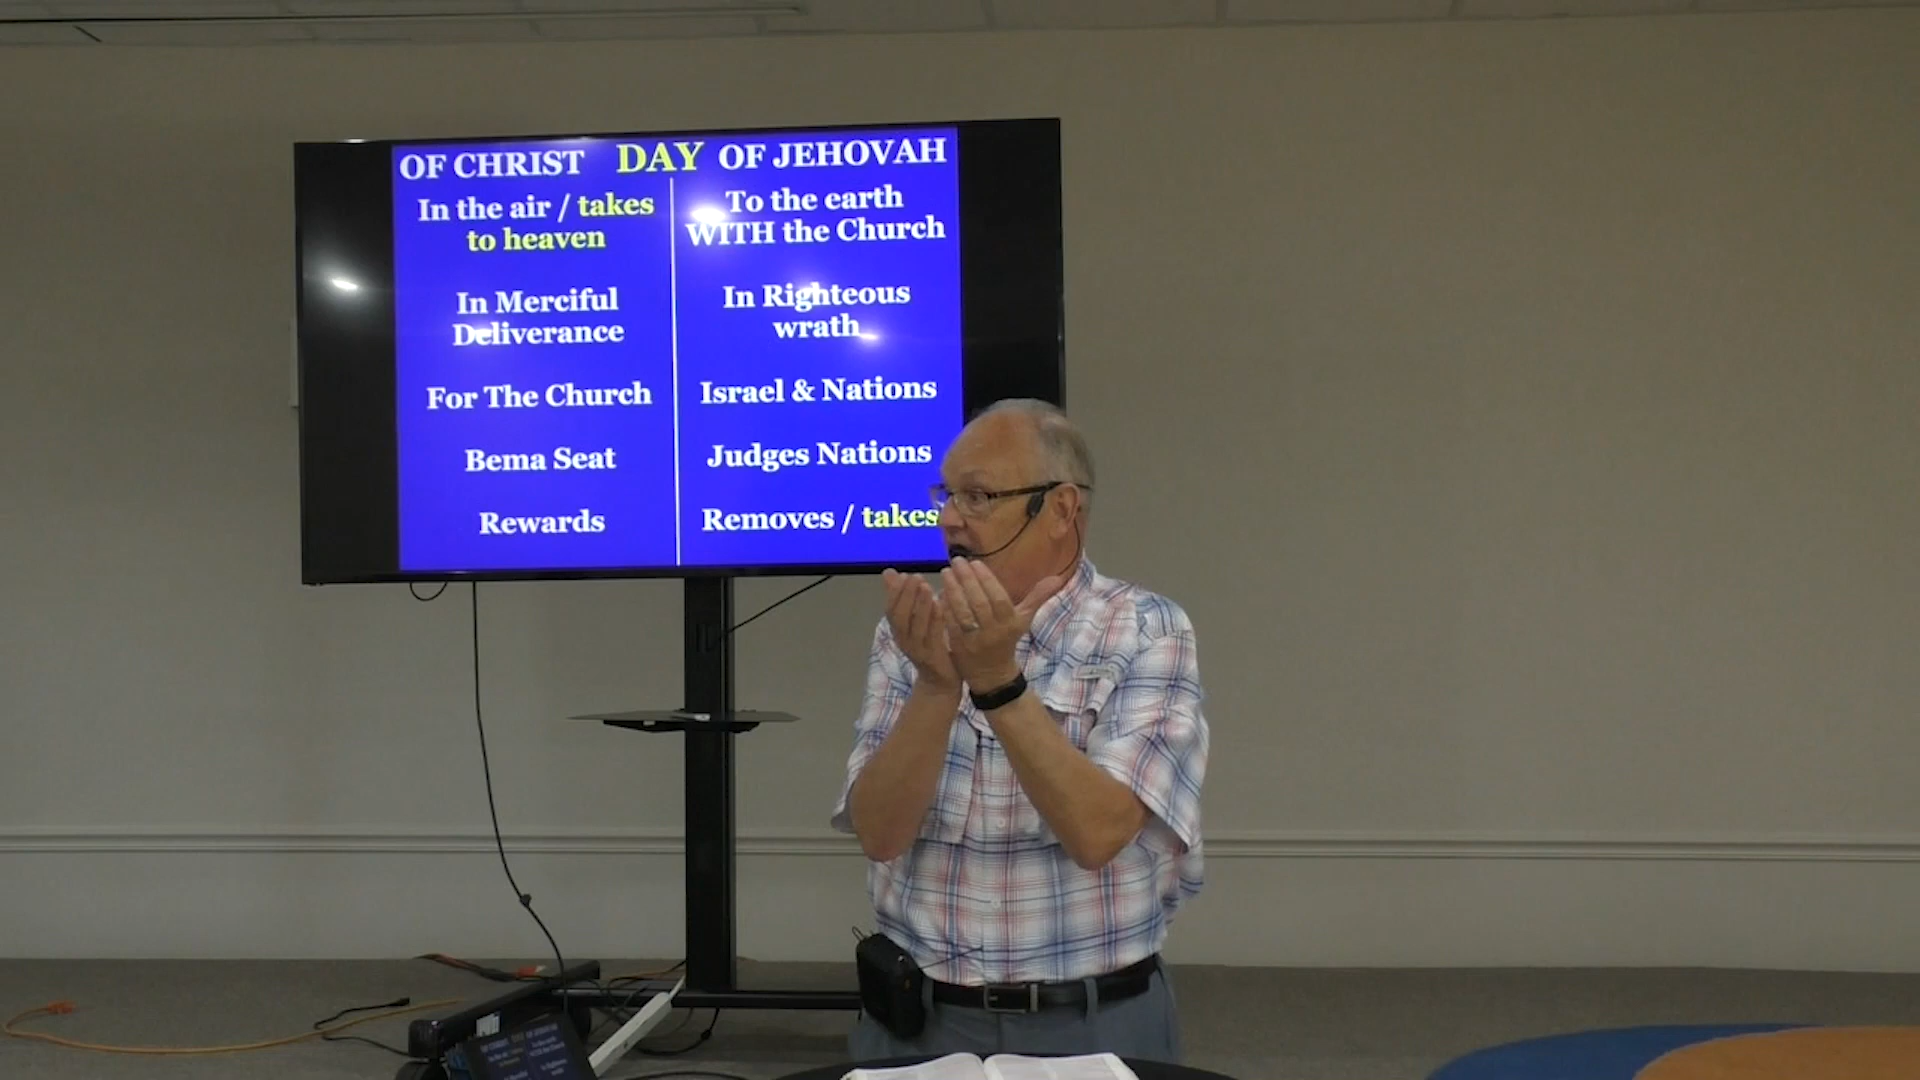 OF CHRIST DAY OF JEHOVAH
In the air / takes
to heaven
In Merciful
Deliverance
For The Church
Bema Seat
Rewards
To the earth
WITH the Church
In Righteous
wrath
Israel & Nations
Judges Nations
Removes / takes